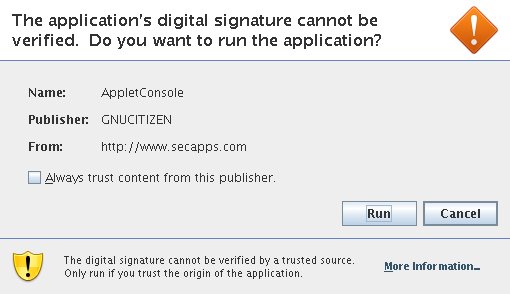 The application's digital signature cannot be
verified. Do you want to run the application?
Name: AppletConsole
Publisher: GNUCITIZEN
From: http://www.secapps.com
Always trust content from this publisher.
Run Cancel
The digital signature cannot be verified by a trusted source.
Only run if you trust the origin of the application.
More Information...